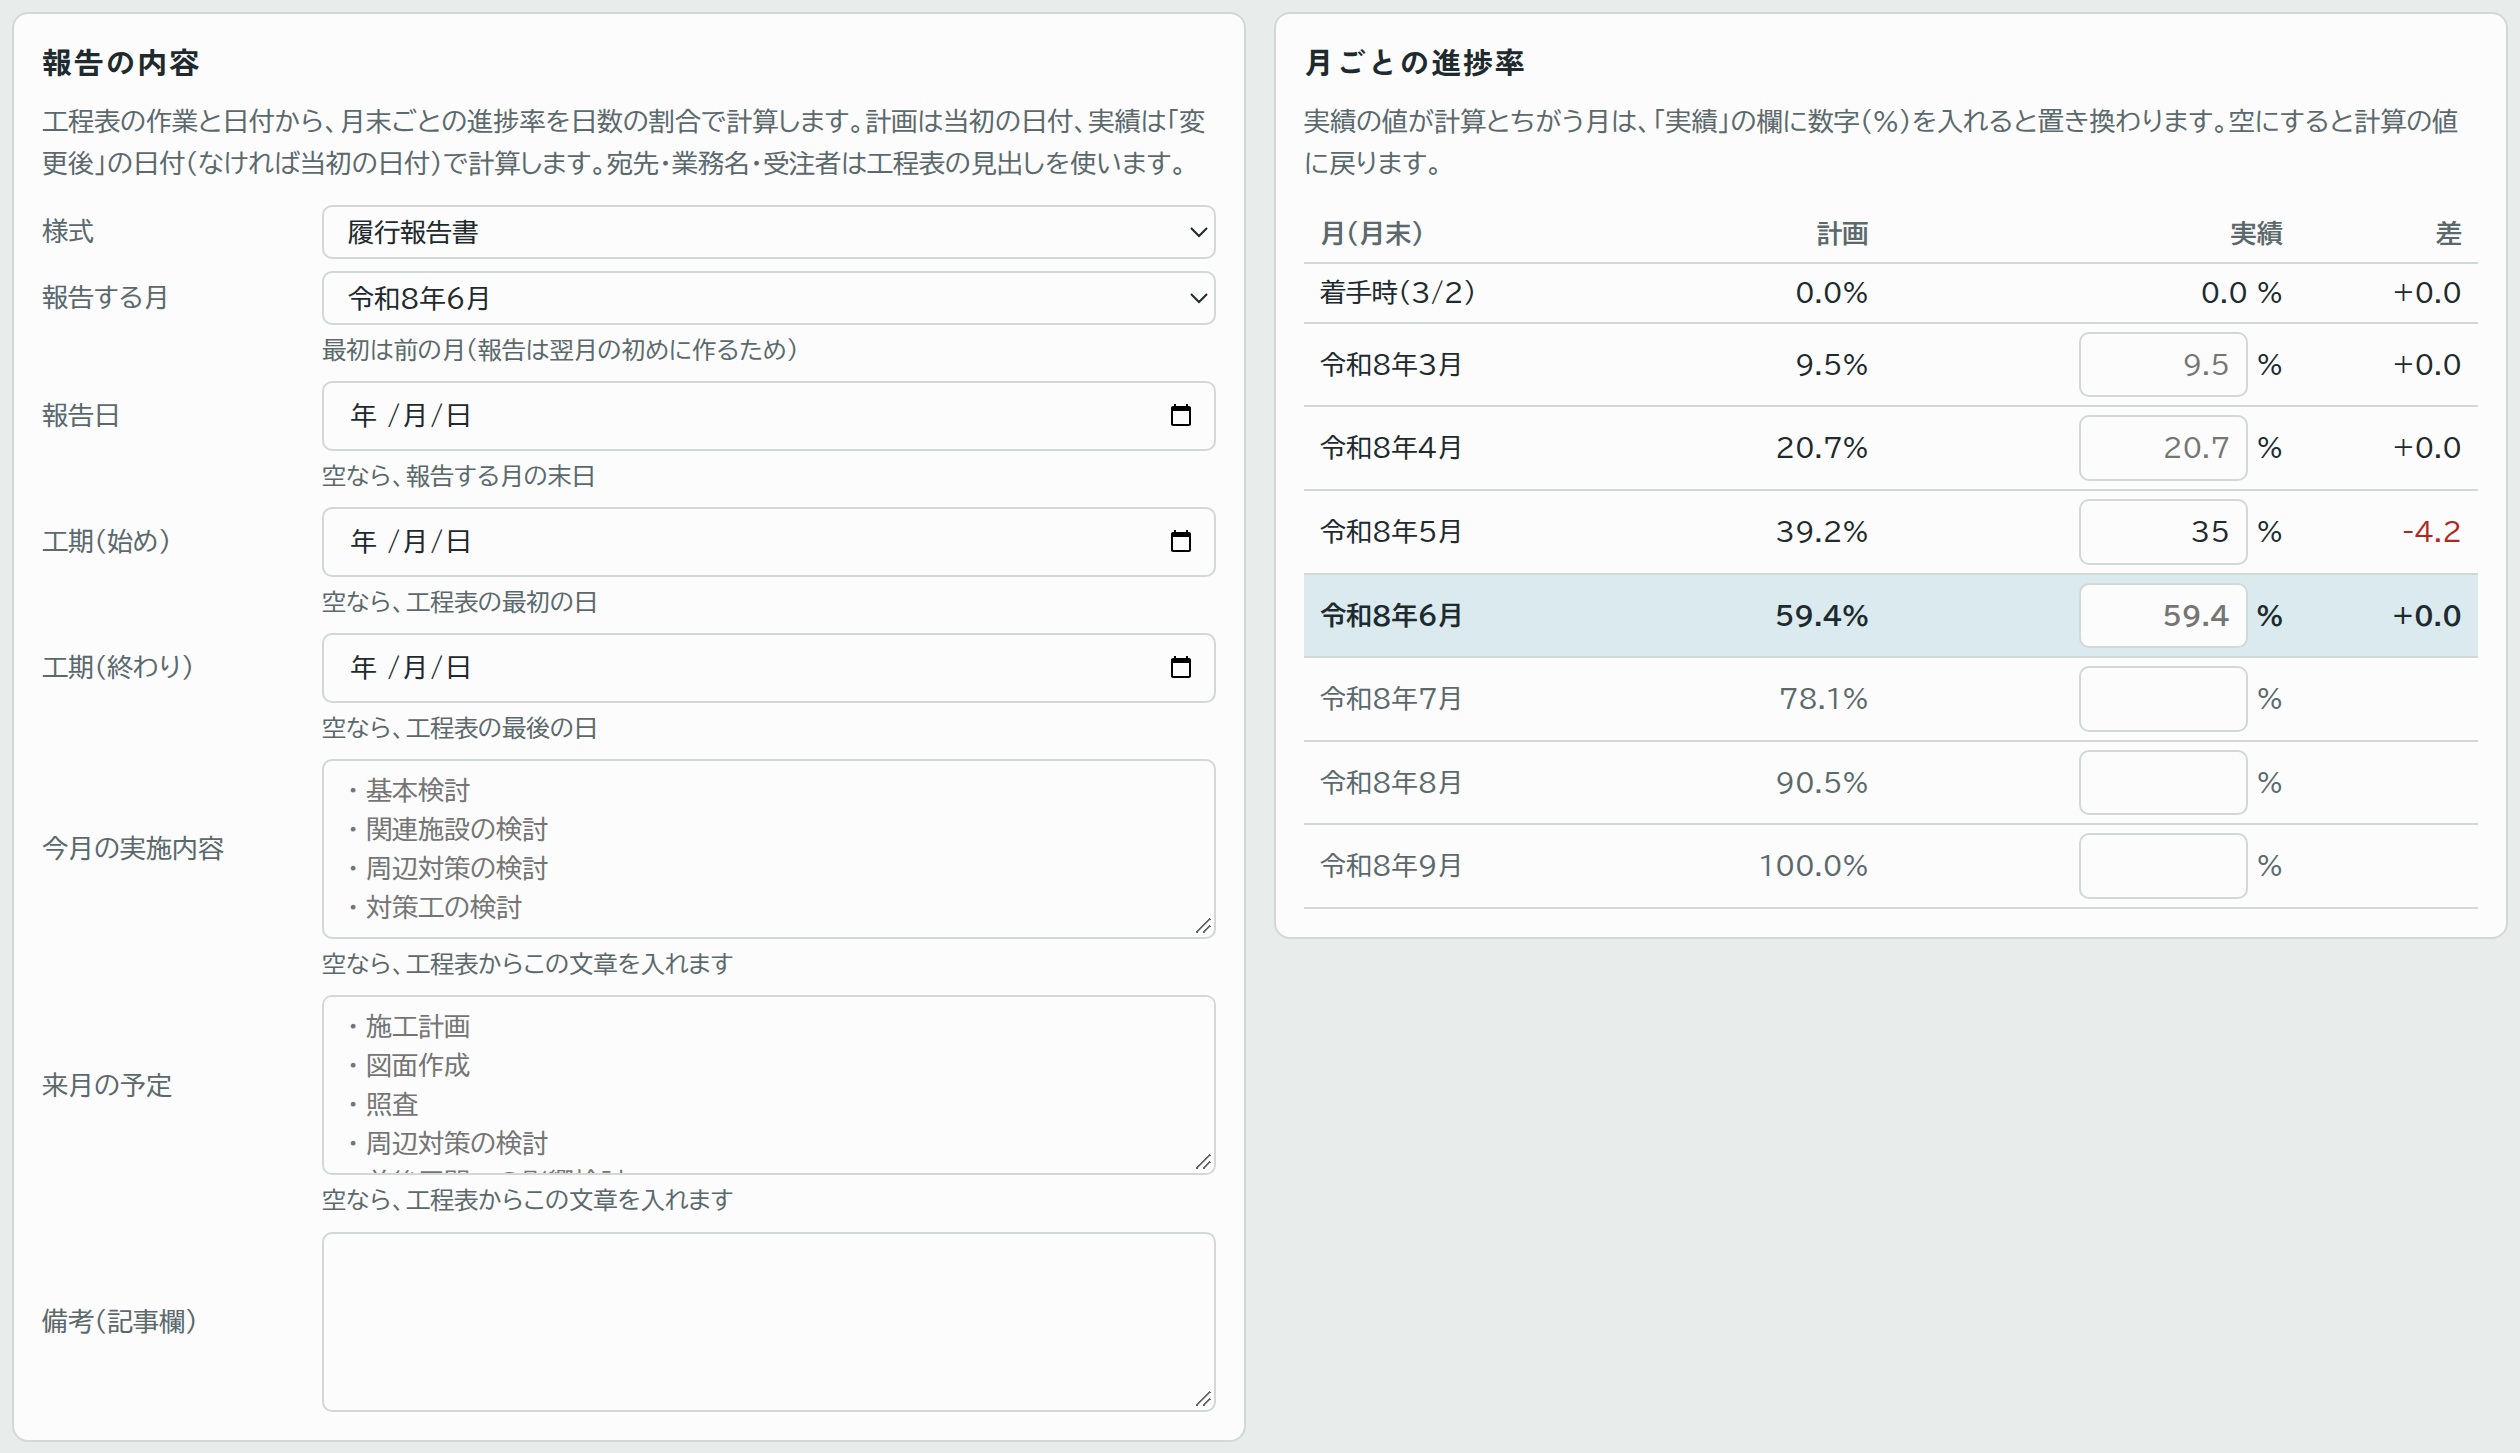 報告の内容
工程表の作業と日付から、月末ごとの進捗率を日数の割合で計算します。計画は当初の日付、実績は「変
更後」の日付(なければ当初の日付)で計算します。宛先・業務名・受注者は工程表の見出しを使います。
様式
履行報告書
報告する月
令和8年6月
最初は前の月(報告は翌月の初めに作るため)
報告日
年 /月/日
空なら、報告する月の末日
工期(始め)
年 /月/日
空なら、工程表の最初の日
工期(終わり)
年 /月/日
空なら、工程表の最後の日
今月の実施内容
・基本検討
・関連施設の検討
・周辺対策の検討
・対策工の検討
空なら、工程表からこの文章を入れます
来月の予定
・施工計画
・図面作成
・照査
・周辺対策の検討
空なら、工程表からこの文章を入れます
備考(記事欄)
月ごとの進捗率
実績の値が計算とちがう月は、「実績」の欄に数字(%)を入れると置き換わります。空にすると計算の値
に戻ります。
月(月末) 計画 実績 差
着手時(3/2) 0.0% 0.0 % +0.0
令和8年3月 9.5% 9.5 % +0.0
令和8年4月 20.7% 20.7 % +0.0
令和8年5月 39.2% 35 % -4.2
令和8年6月 59.4% 59.4 % +0.0
令和8年7月 78.1% %
令和8年8月 90.5% %
令和8年9月 100.0% %